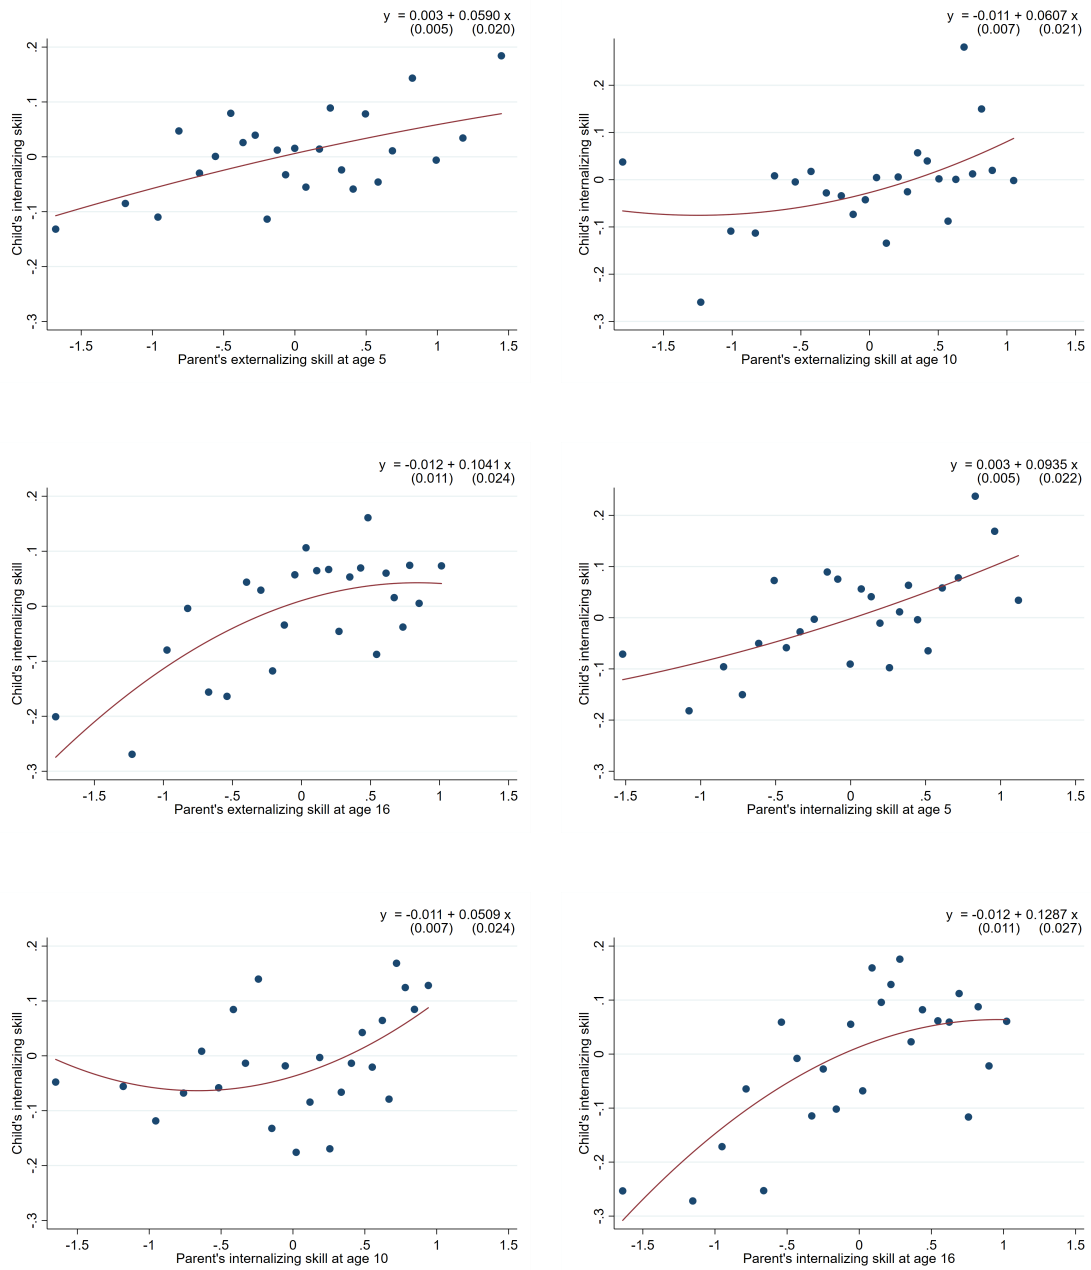 y = 0.003 + 0.0590 x
(0.005) (0.020)
Child's internalizing skill
.2
.1
0
-.1
-.2
-.3
-1.5 -1 -.5 0 .5 1 1.5
Parent's externalizing skill at age 5
y = -0.011 + 0.0607 x
(0.007) (0.021)
Child's internalizing skill
.2
.1
0
-.1
-.2
-.3
-1.5 -1 -.5 0 .5 1 1.5
Parent's externalizing skill at age 10
y = -0.012 + 0.1041 x
(0.011) (0.024)
Child's internalizing skill
.2
.1
0
-.1
-.2
-.3
-1.5 -1 -.5 0 .5 1 1.5
Parent's externalizing skill at age 16
y = 0.003 + 0.0935 x
(0.005) (0.022)
Child's internalizing skill
.2
.1
0
-.1
-.2
-.3
-1.5 -1 -.5 0 .5 1 1.5
Parent's internalizing skill at age 5
y = -0.011 + 0.0509 x
(0.007) (0.024)
Child's internalizing skill
.2
.1
0
-.1
-.2
-.3
-1.5 -1 -.5 0 .5 1 1.5
Parent's internalizing skill at age 10
y = -0.012 + 0.1287 x
(0.011) (0.027)
Child's internalizing skill
.2
.1
0
-.1
-.2
-.3
-1.5 -1 -.5 0 .5 1 1.5
Parent's internalizing skill at age 16